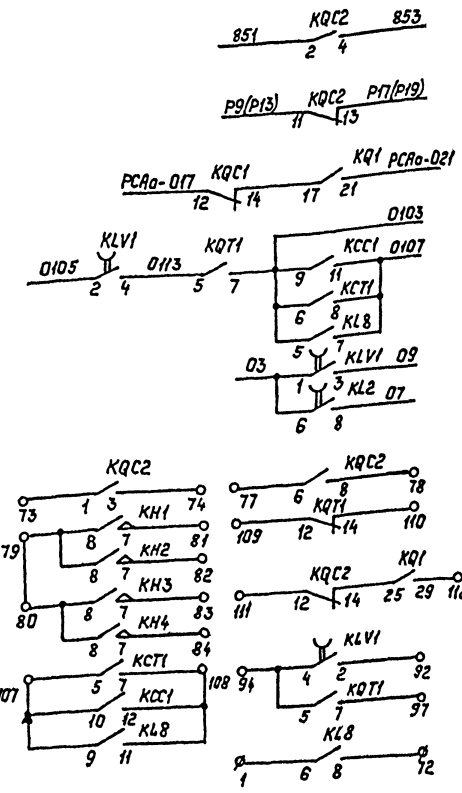 851 KQC2 853
2 4
P9(P13) KQC2 P17(P19)
11 13
PCAo-017 KQC1 KQ1 PCAo-021
12 14 17 21
0103
KLV1 KQT1 KCC1 0107
0105 0113
2 4 5 7 9 11
KCT1
6 8
KL8
5 7
03 KLV1 09
1 3
KL2 07
6 8
KQC2
73 1 3 74
79 KH1
8 7 81
KH2
8 7 82
80 KH3
8 7 83
KH4
8 7 84
107 KCT1 108
5 7
KCC1
10 12
KL8
9 11
KQC2
77 6 8 78
KQT1
109 12 14 110
KQC2 KQ1
111 12 14 25 29
KLV1
94 4 2 92
KQT1
5 7 97
KL8
1 6 8 72